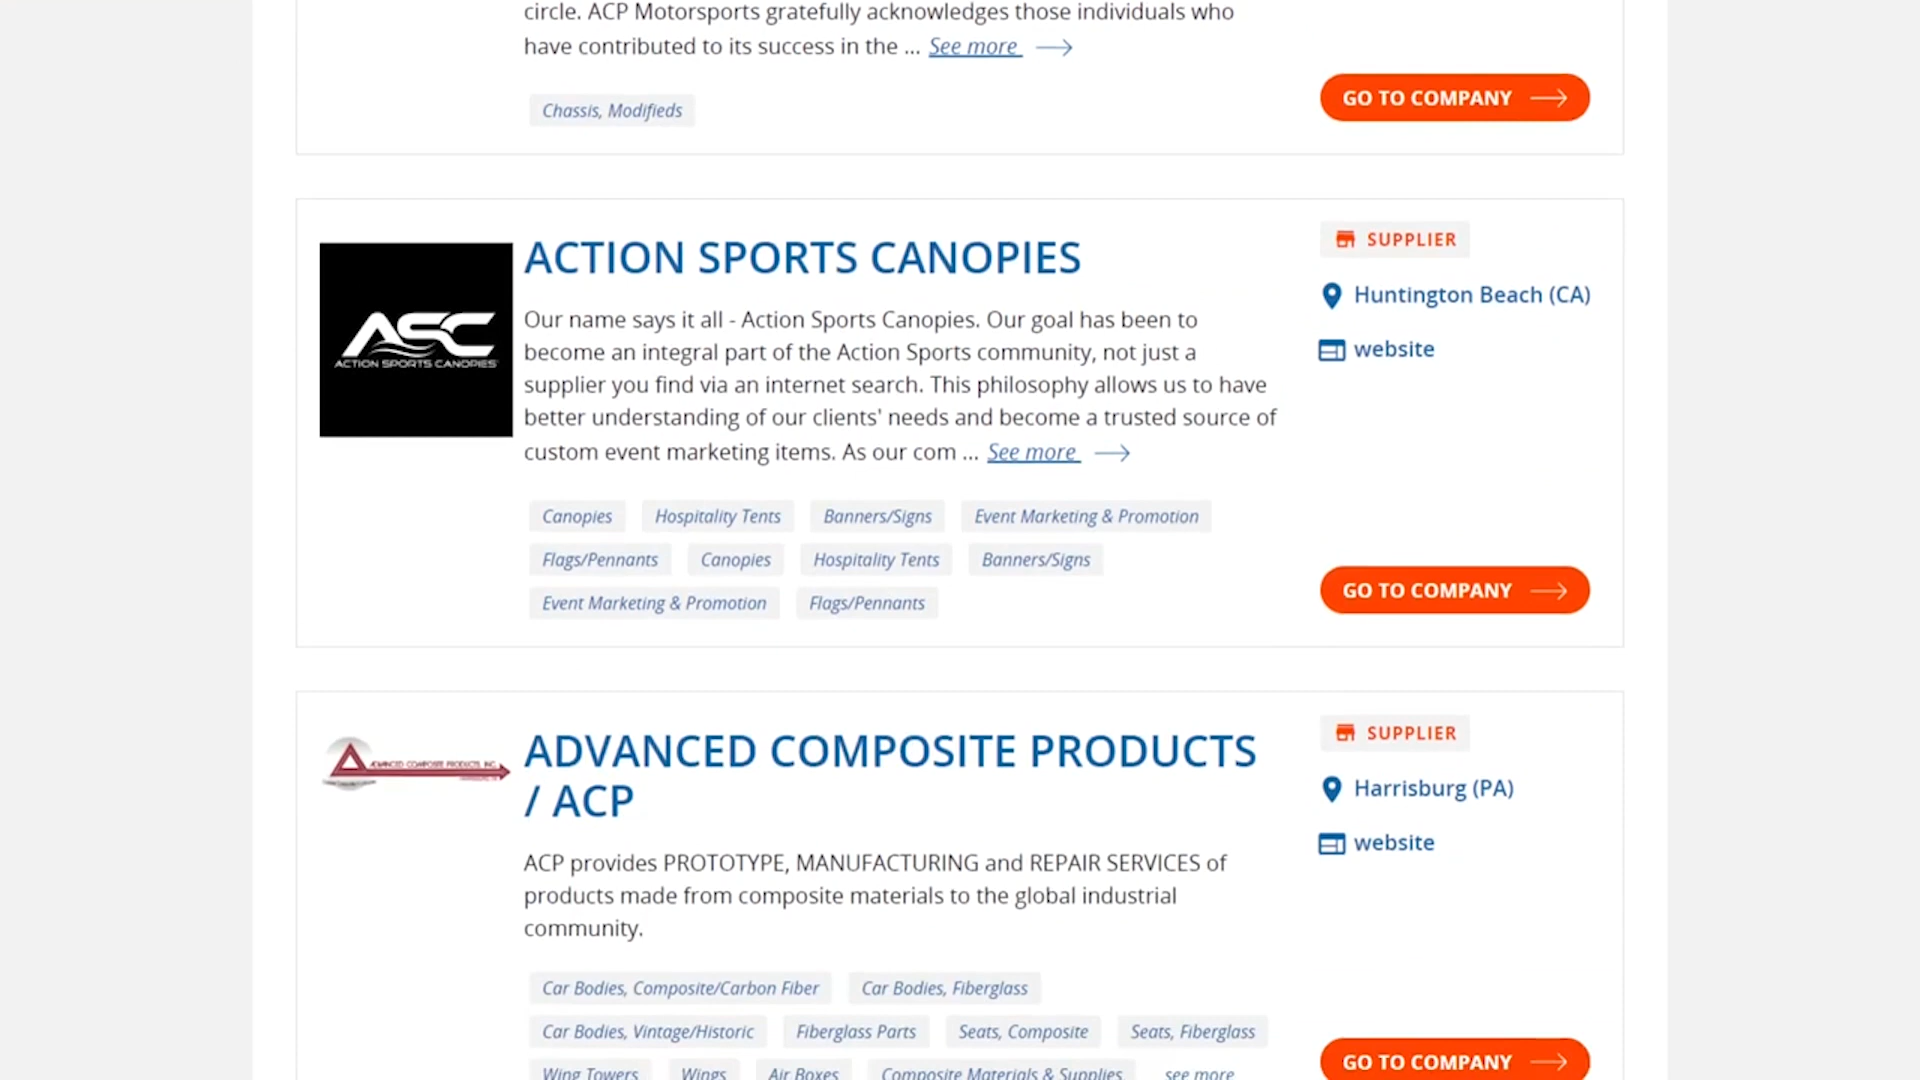 circle. ACP Motorsports gratefully acknowledges those individuals who
have contributed to its success in the ... See more
Chassis, Modifieds
GO TO COMPANY
ASC
ACTION SPORTS CANOPIES
ACTION SPORTS CANOPIES
Our name says it all - Action Sports Canopies. Our goal has been to
become an integral part of the Action Sports community, not just a
supplier you find via an internet search. This philosophy allows us to have
better understanding of our clients' needs and become a trusted source of
custom event marketing items. As our com ... See more
Canopies Hospitality Tents Banners/Signs Event Marketing & Promotion
Flags/Pennants Canopies Hospitality Tents Banners/Signs
Event Marketing & Promotion Flags/Pennants
SUPPLIER
Huntington Beach (CA)
website
GO TO COMPANY
ADVANCED COMPOSITE PRODUCTS, INC.
ADVANCED COMPOSITE PRODUCTS
/ ACP
ACP provides PROTOTYPE, MANUFACTURING and REPAIR SERVICES of
products made from composite materials to the global industrial
community.
Car Bodies, Composite/Carbon Fiber Car Bodies, Fiberglass
Car Bodies, Vintage/Historic Fiberglass Parts Seats, Composite Seats, Fiberglass
Wing Towers Wings Air Boxes Composite Materials & Supplies see more
SUPPLIER
Harrisburg (PA)
website
GO TO COMPANY